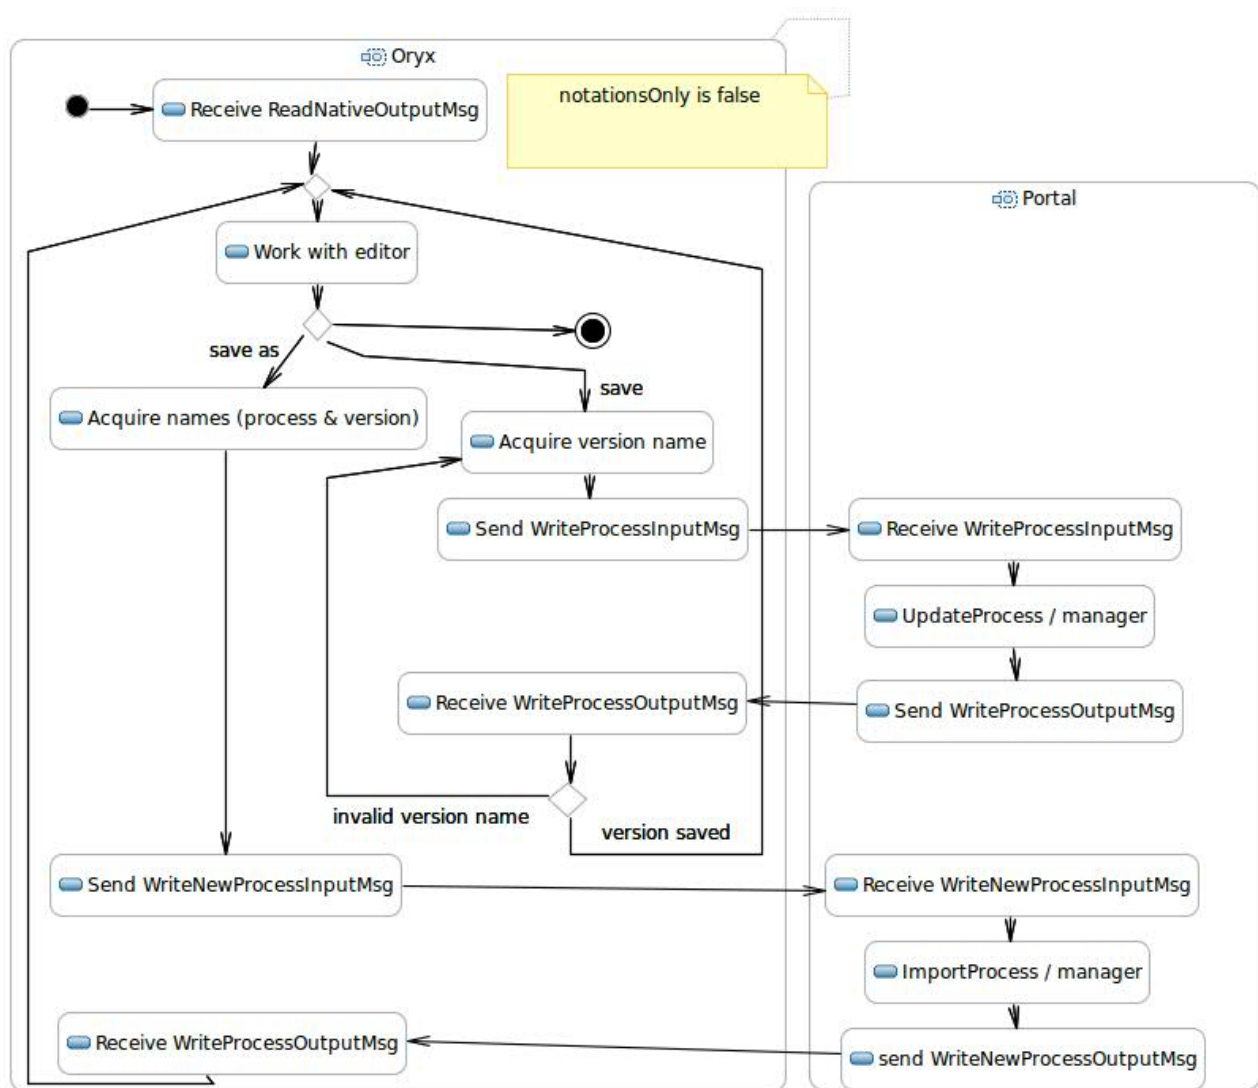 Oryx
notationsOnly is false
Receive ReadNativeOutputMsg
Portal
Work with editor
save as
save
Acquire names (process & version)
Acquire version name
Send WriteProcessInputMsg
Receive WriteProcessInputMsg
UpdateProcess / manager
Receive WriteProcessOutputMsg
Send WriteProcessOutputMsg
invalid version name
version saved
Send WriteNewProcessInputMsg
Receive WriteNewProcessInputMsg
ImportProcess / manager
Receive WriteProcessOutputMsg
send WriteNewProcessOutputMsg